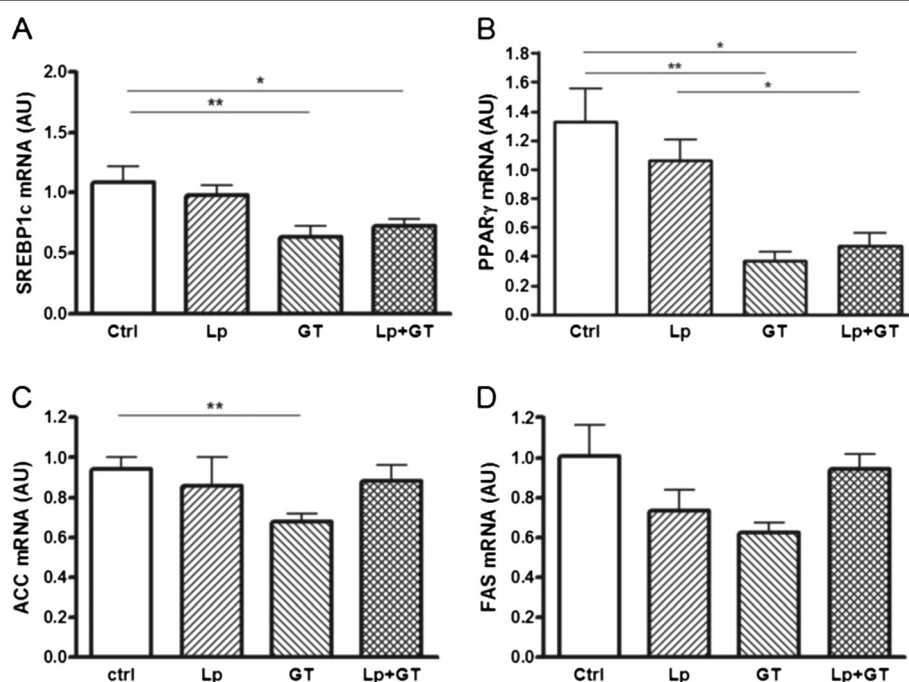 A
SREBP1c mRNA (AU)
2.0
1.5
1.0
0.5
0.0
*
**
Ctrl Lp GT Lp+GT
B
PPARγ mRNA (AU)
1.8
1.6
1.4
1.2
1.0
0.8
0.6
0.4
0.2
0.0
*
**
*
Ctrl Lp GT Lp+GT
C
ACC mRNA (AU)
1.2
1.0
0.8
0.6
0.4
0.2
0.0
**
ctrl Lp GT Lp+GT
D
FAS mRNA (AU)
1.2
1.0
0.8
0.6
0.4
0.2
0.0
Ctrl Lp GT Lp+GT